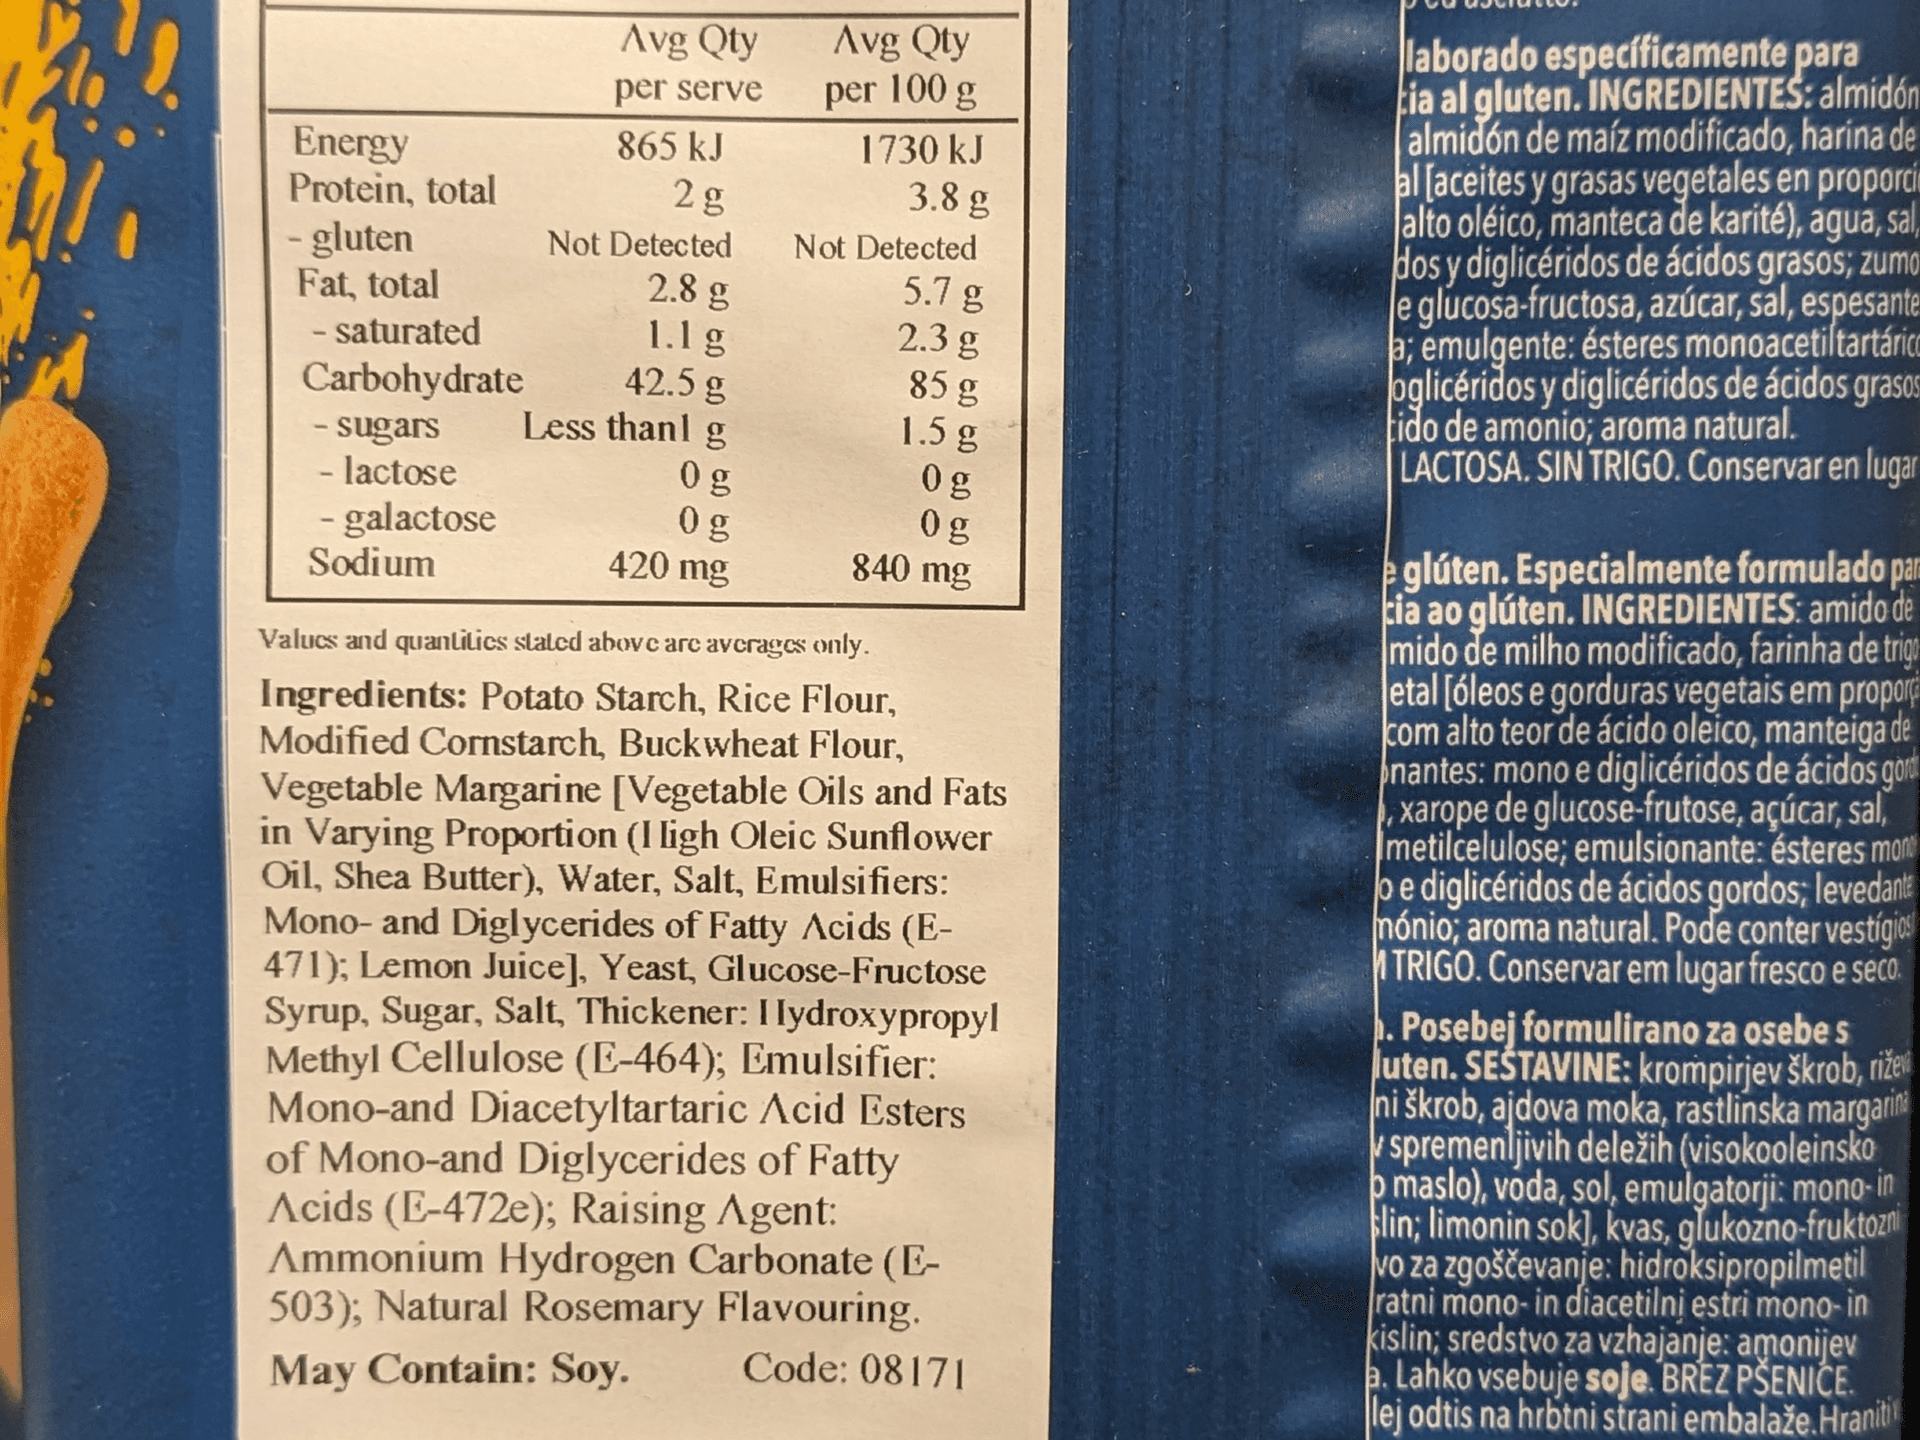 Avg Qty Avg Qty
per serve per 100 g
Energy 865 kJ 1730 kJ
Protein, total 2 g 3.8 g
- gluten Not Detected Not Detected
Fat, total 2.8 g 5.7 g
- saturated 1.1 g 2.3 g
Carbohydrate 42.5 g 85 g
- sugars Less than1 g 1.5 g
- lactose 0 g 0 g
- galactose 0 g 0 g
Sodium 420 mg 840 mg
Values and quantities stated above are averages only.
Ingredients: Potato Starch, Rice Flour,
Modified Cornstarch, Buckwheat Flour,
Vegetable Margarine [Vegetable Oils and Fats
in Varying Proportion (High Oleic Sunflower
Oil, Shea Butter), Water, Salt, Emulsifiers:
Mono- and Diglycerides of Fatty Acids (E-
471); Lemon Juice], Yeast, Glucose-Fructose
Syrup, Sugar, Salt, Thickener: Hydroxypropyl
Methyl Cellulose (E-464); Emulsifier:
Mono-and Diacetyltartaric Acid Esters
of Mono-and Diglycerides of Fatty
Acids (E-472e); Raising Agent:
Ammonium Hydrogen Carbonate (E-
503); Natural Rosemary Flavouring.
May Contain: Soy. Code: 08171
laborado específicamente para
cia al gluten. INGREDIENTES: almidón
almidón de maíz modificado, harina de
al [aceites y grasas vegetales en proporci
alto oléico, manteca de karité), agua, sal,
dos y diglicéridos de ácidos grasos; zumo
e glucosa-fructosa, azúcar, sal, espesante
a; emulgente: ésteres monoacetiltartáric
oglicéridos y diglicéridos de ácidos grasos
cido de amonio; aroma natural.
LACTOSA. SIN TRIGO. Conservar en lugar
e glúten. Especialmente formulado par
cia ao glúten. INGREDIENTES: amido de
mido de milho modificado, farinha de trigo
etal [óleos e gorduras vegetais em proporç
com alto teor de ácido oleico, manteiga de
onantes: mono e diglicéridos de ácidos gord
, xarope de glucose-frutose, açúcar, sal,
metilcelulose; emulsionante: ésteres mono
o e diglicéridos de ácidos gordos; levedante
mónio; aroma natural. Pode conter vestígios
M TRIGO. Conservar em lugar fresco e seco.
. Posebej formulirano za osebe s
luten. SESTAVINE: krompirjev škrob, riževa
ni škrob, ajdova moka, rastlinska margarina
v spremenljivih deležih (visokooleinsko
o maslo), voda, sol, emulgatorji: mono- in
slin; limonin sok], kvas, glukozno-fruktozni
vo za zgoščevanje: hidroksipropilmetil
ratni mono- in diacetilni estri mono- in
kislin; sredstvo za vzhajanje: amonijev
a. Lahko vsebuje soje. BREZ PŠENICE.
lej odtis na hrbtni strani embalaže. Hraniti v